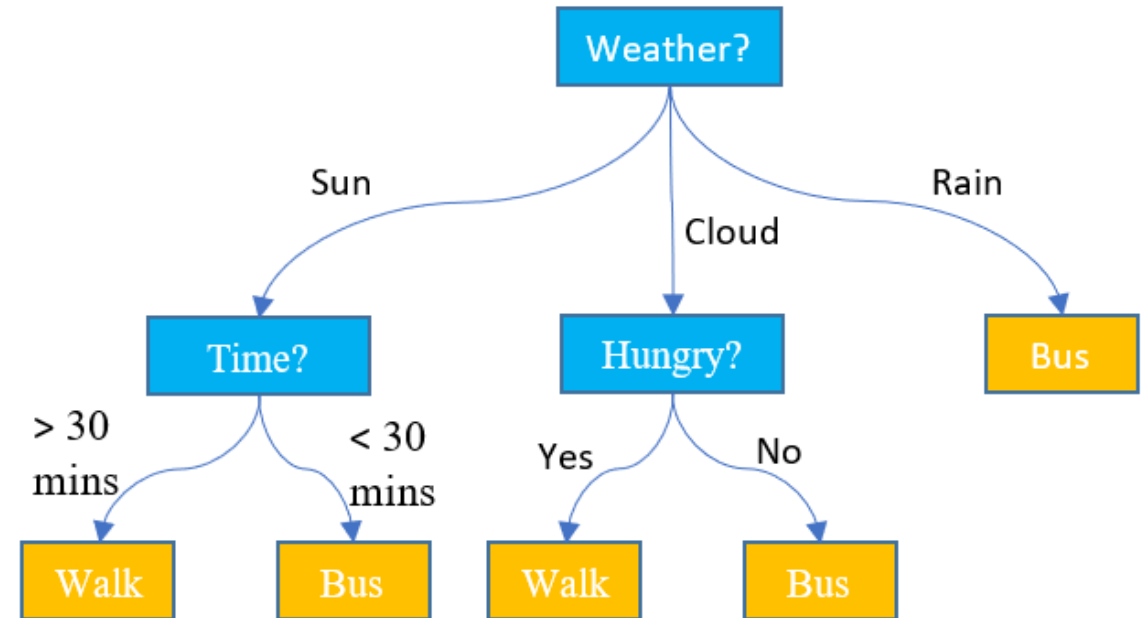 Weather?
Sun
Rain
Cloud
Time?
Hungry?
Bus
> 30
mins
< 30
mins
Yes
No
Walk
Bus
Walk
Bus